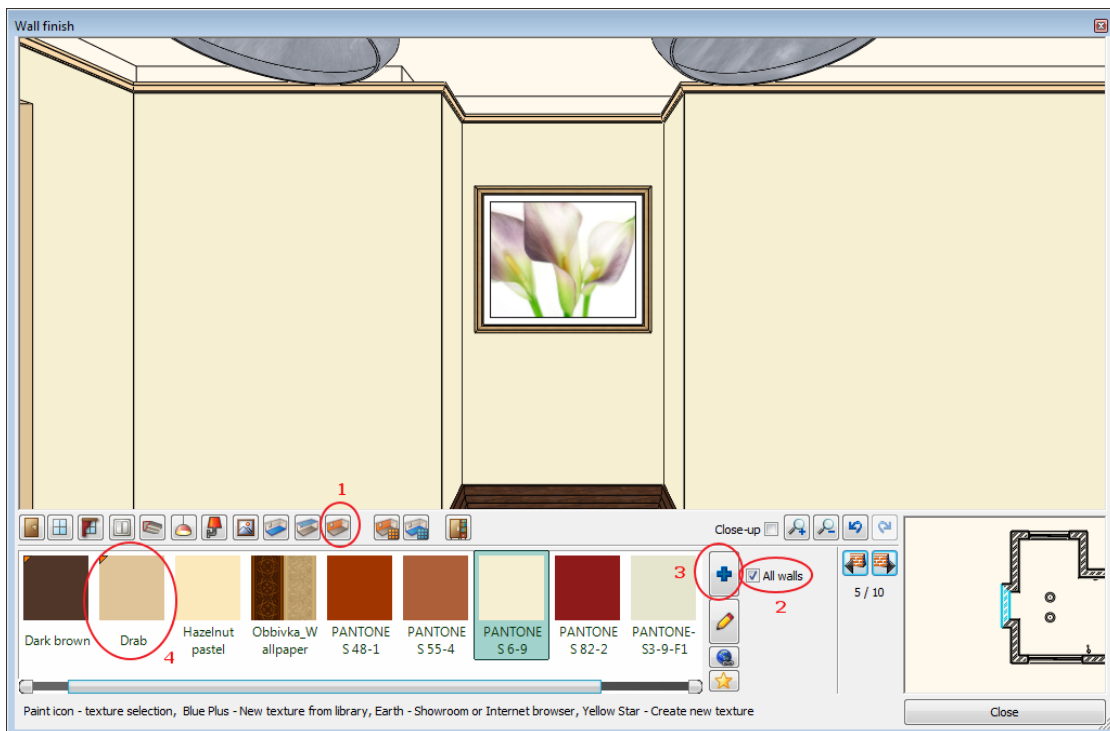 Wall finish
1
Close-up
3
All walls
2
5 / 10
Dark brown
Drab
4
Hazelnut
pastel
Obbivka_W
allpaper
PANTONE
S 48-1
PANTONE
S 55-4
PANTONE
S 6-9
PANTONE
S 82-2
PANTONE-
S3-9-F1
Paint icon - texture selection, Blue Plus - New texture from library, Earth - Showroom or Internet browser, Yellow Star - Create new texture
Close